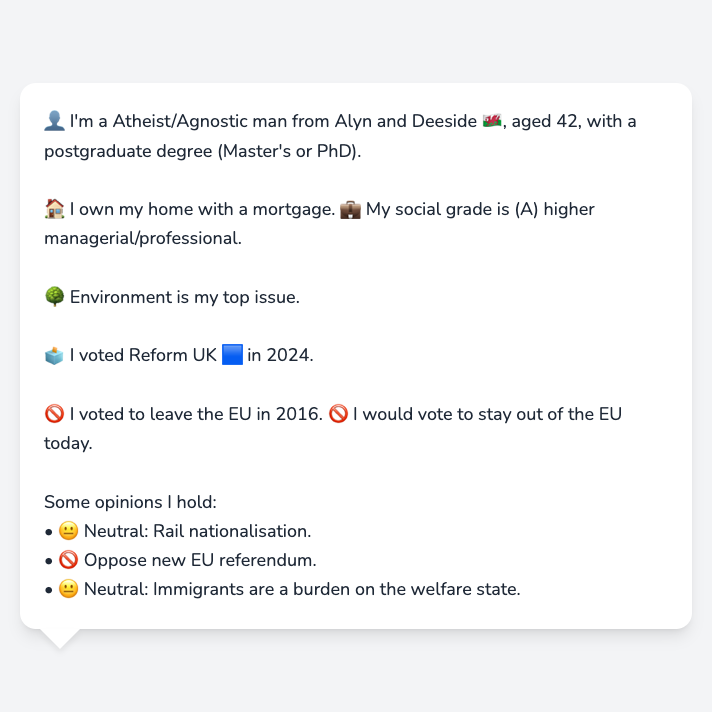 👤 I'm a Atheist/Agnostic man from Alyn and Deeside 🏴󠁧󠁢󠁷󠁬󠁳󠁿, aged 42, with a
postgraduate degree (Master's or PhD).
🏠 I own my home with a mortgage. 💼 My social grade is (A) higher
managerial/professional.
🌳 Environment is my top issue.
🗳️ I voted Reform UK 🟦 in 2024.
🚫 I voted to leave the EU in 2016. 🚫 I would vote to stay out of the EU
today.
Some opinions I hold:
• 😐 Neutral: Rail nationalisation.
• 🚫 Oppose new EU referendum.
• 😐 Neutral: Immigrants are a burden on the welfare state.